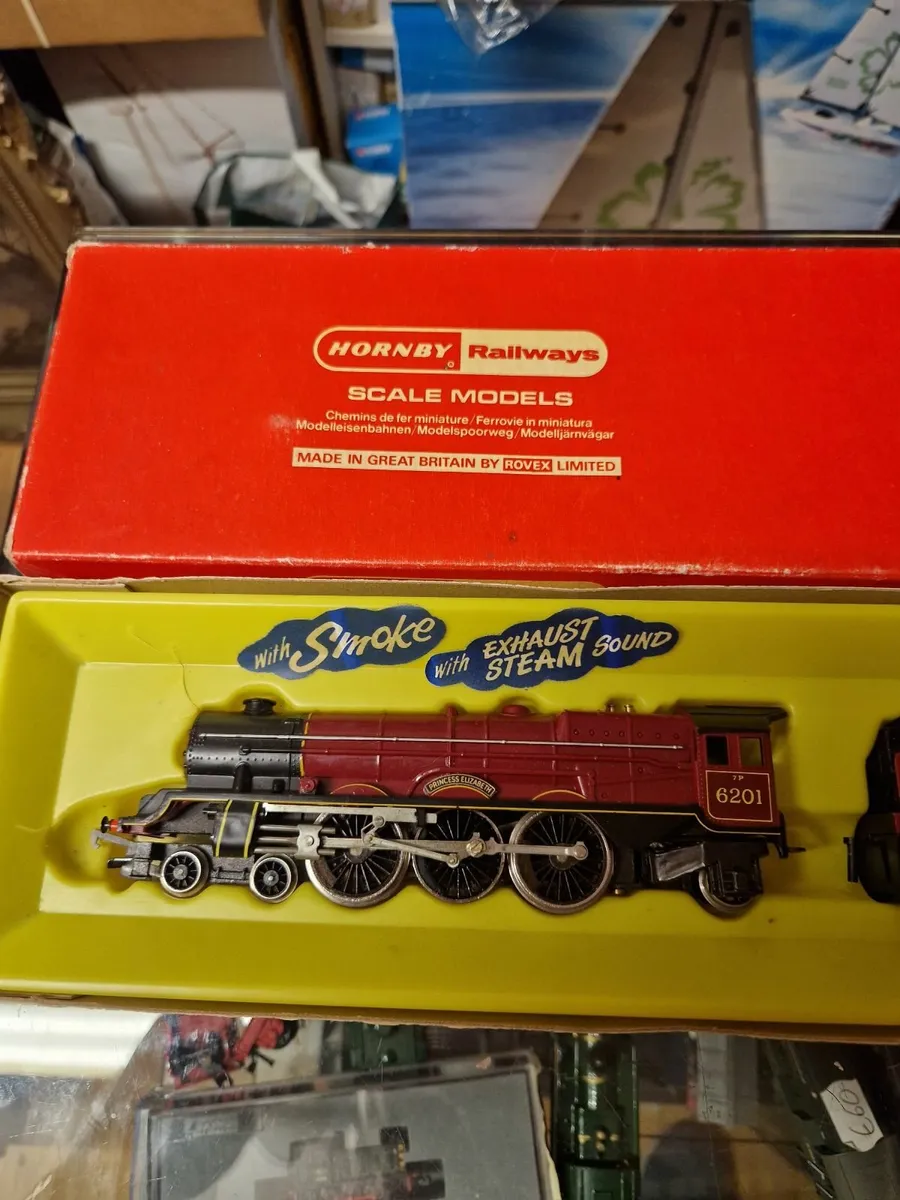 HORNBY Railways
SCALE MODELS
Chemins de fer miniature/Ferrovie in miniatura
Modelleisenbahnen/Modelspoorweg/Modelljärnvägar
MADE IN GREAT BRITAIN BY ROVEX LIMITED
With Smoke
With EXHAUST STEAM SOUND
PRINCESS ELIZABETH
7P
6201
€60